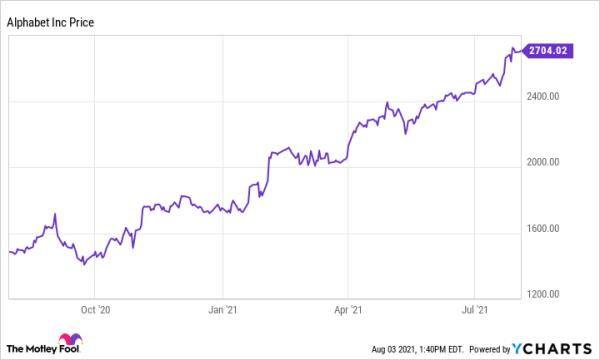 Alphabet Inc Price
2704.02
2400.00
2000.00
1600.00
1200.00
Oct '20
Jan '21
Apr '21
Jul '21
The Motley Fool.
Aug 03 2021, 1:40PM EDT. Powered by YCHARTS